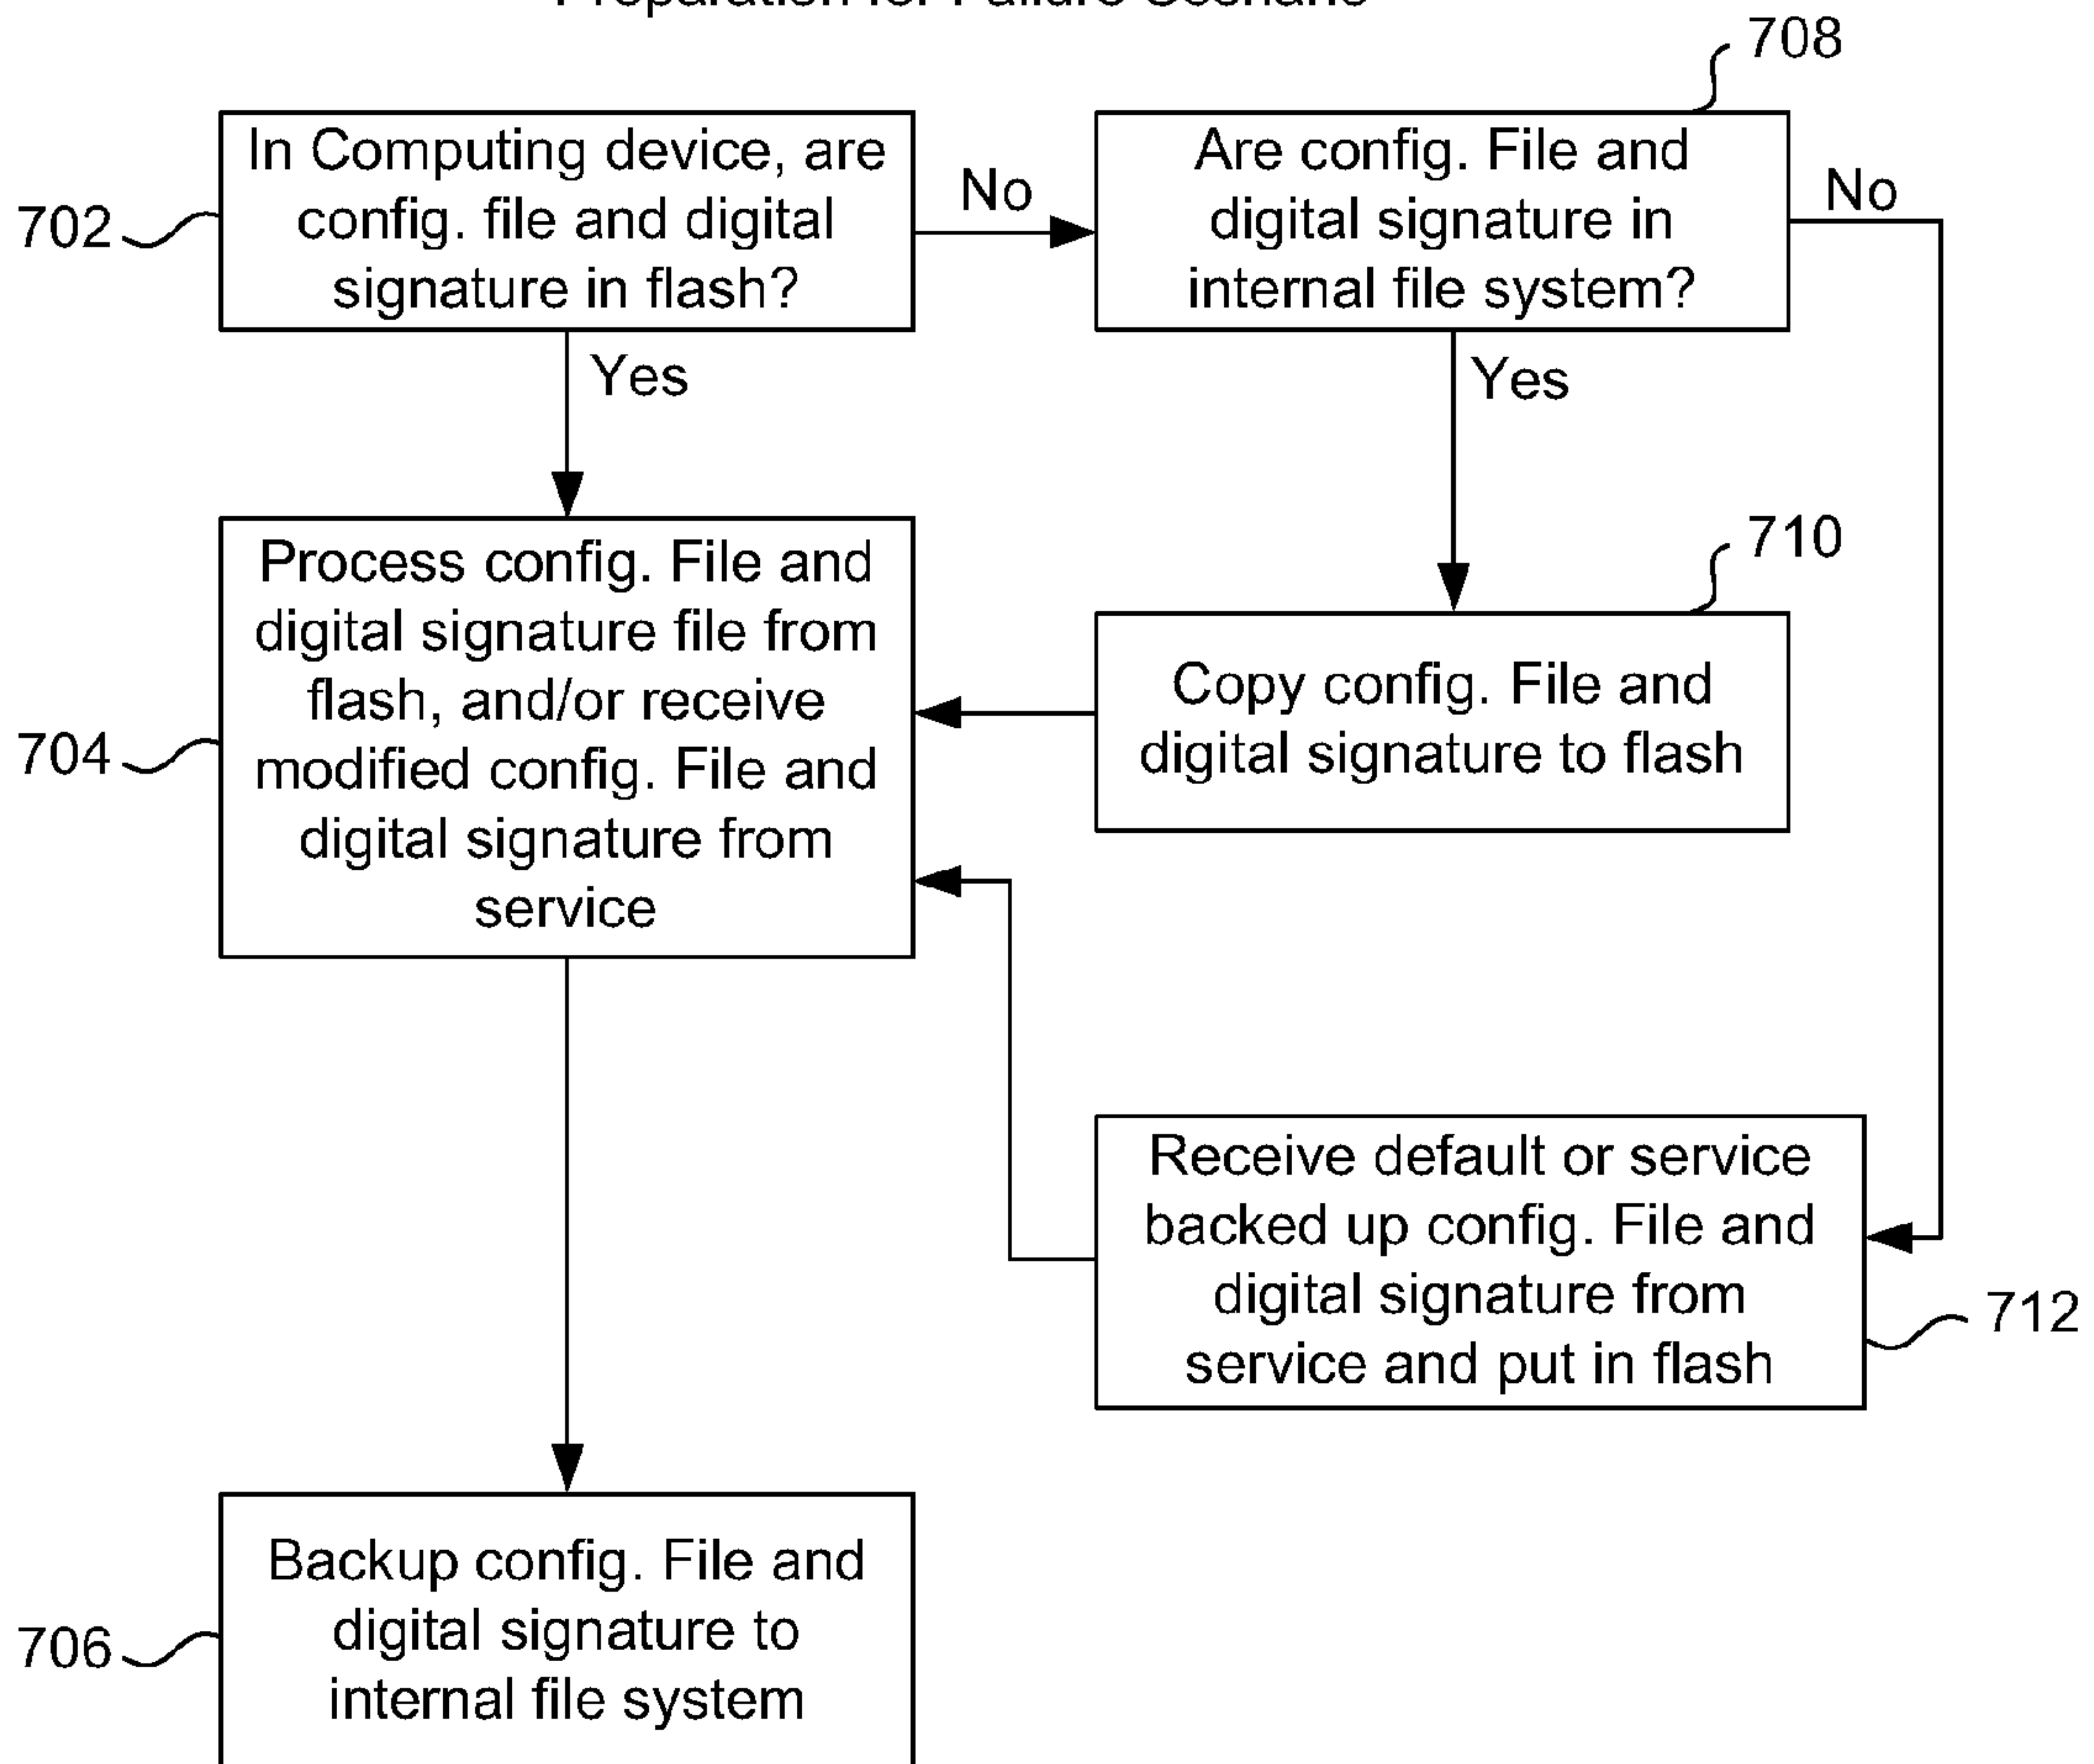 Preparation for Failure Scenario
708
In Computing device, are
config. file and digital
signature in flash?
No
Are config. File and
digital signature in
internal file system?
No
702
Yes
Yes
710
Process config. File and
digital signature file from
flash, and/or receive
modified config. File and
digital signature from
service
704
Copy config. File and
digital signature to flash
Receive default or service
backed up config. File and
digital signature from
service and put in flash
712
Backup config. File and
digital signature to
internal file system
706